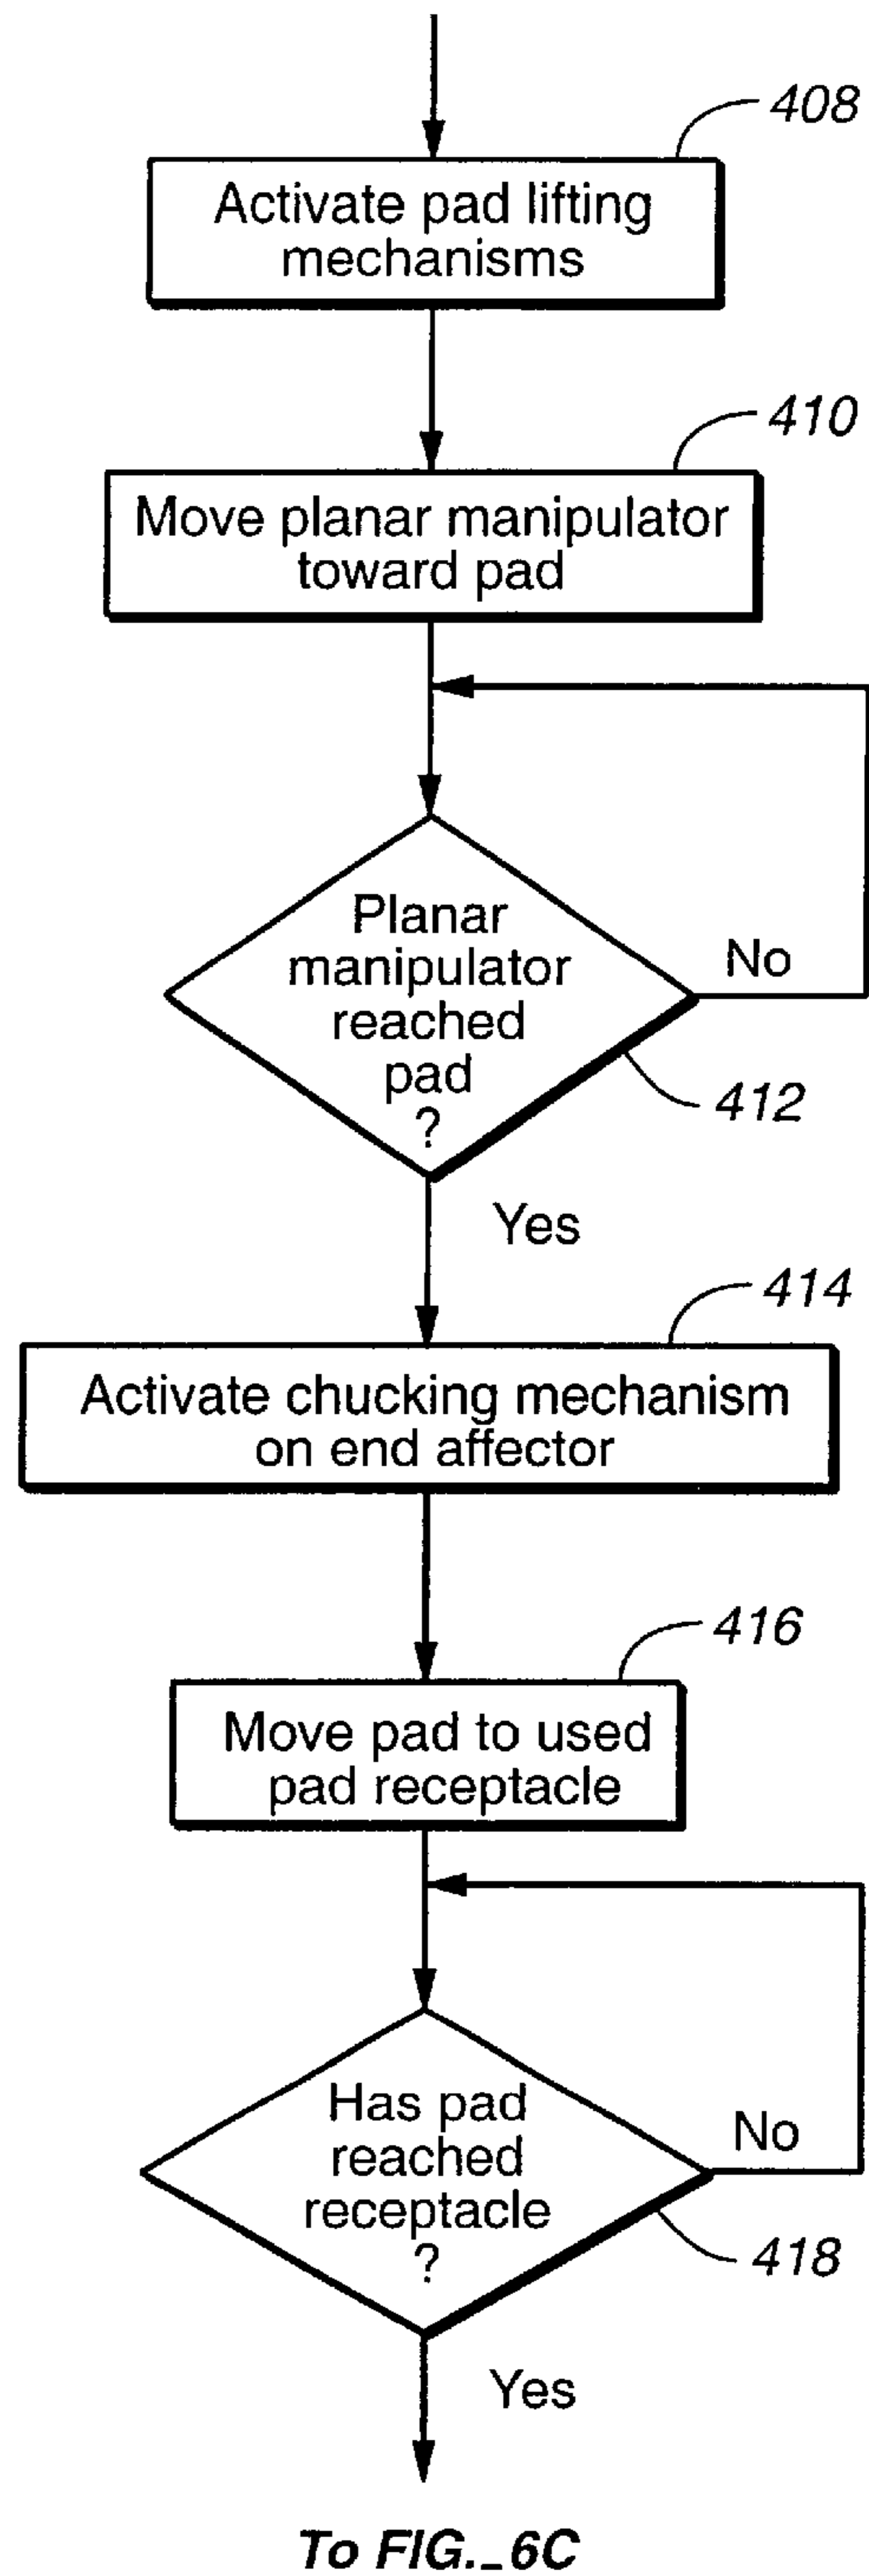 408
Activate pad lifting
mechanisms
410
Move planar manipulator
toward pad
Planar
manipulator
reached
pad
?
No
412
Yes
414
Activate chucking mechanism
on end affector
416
Move pad to used
pad receptacle
Has pad
reached
receptacle
?
No
418
Yes
To FIG._6C